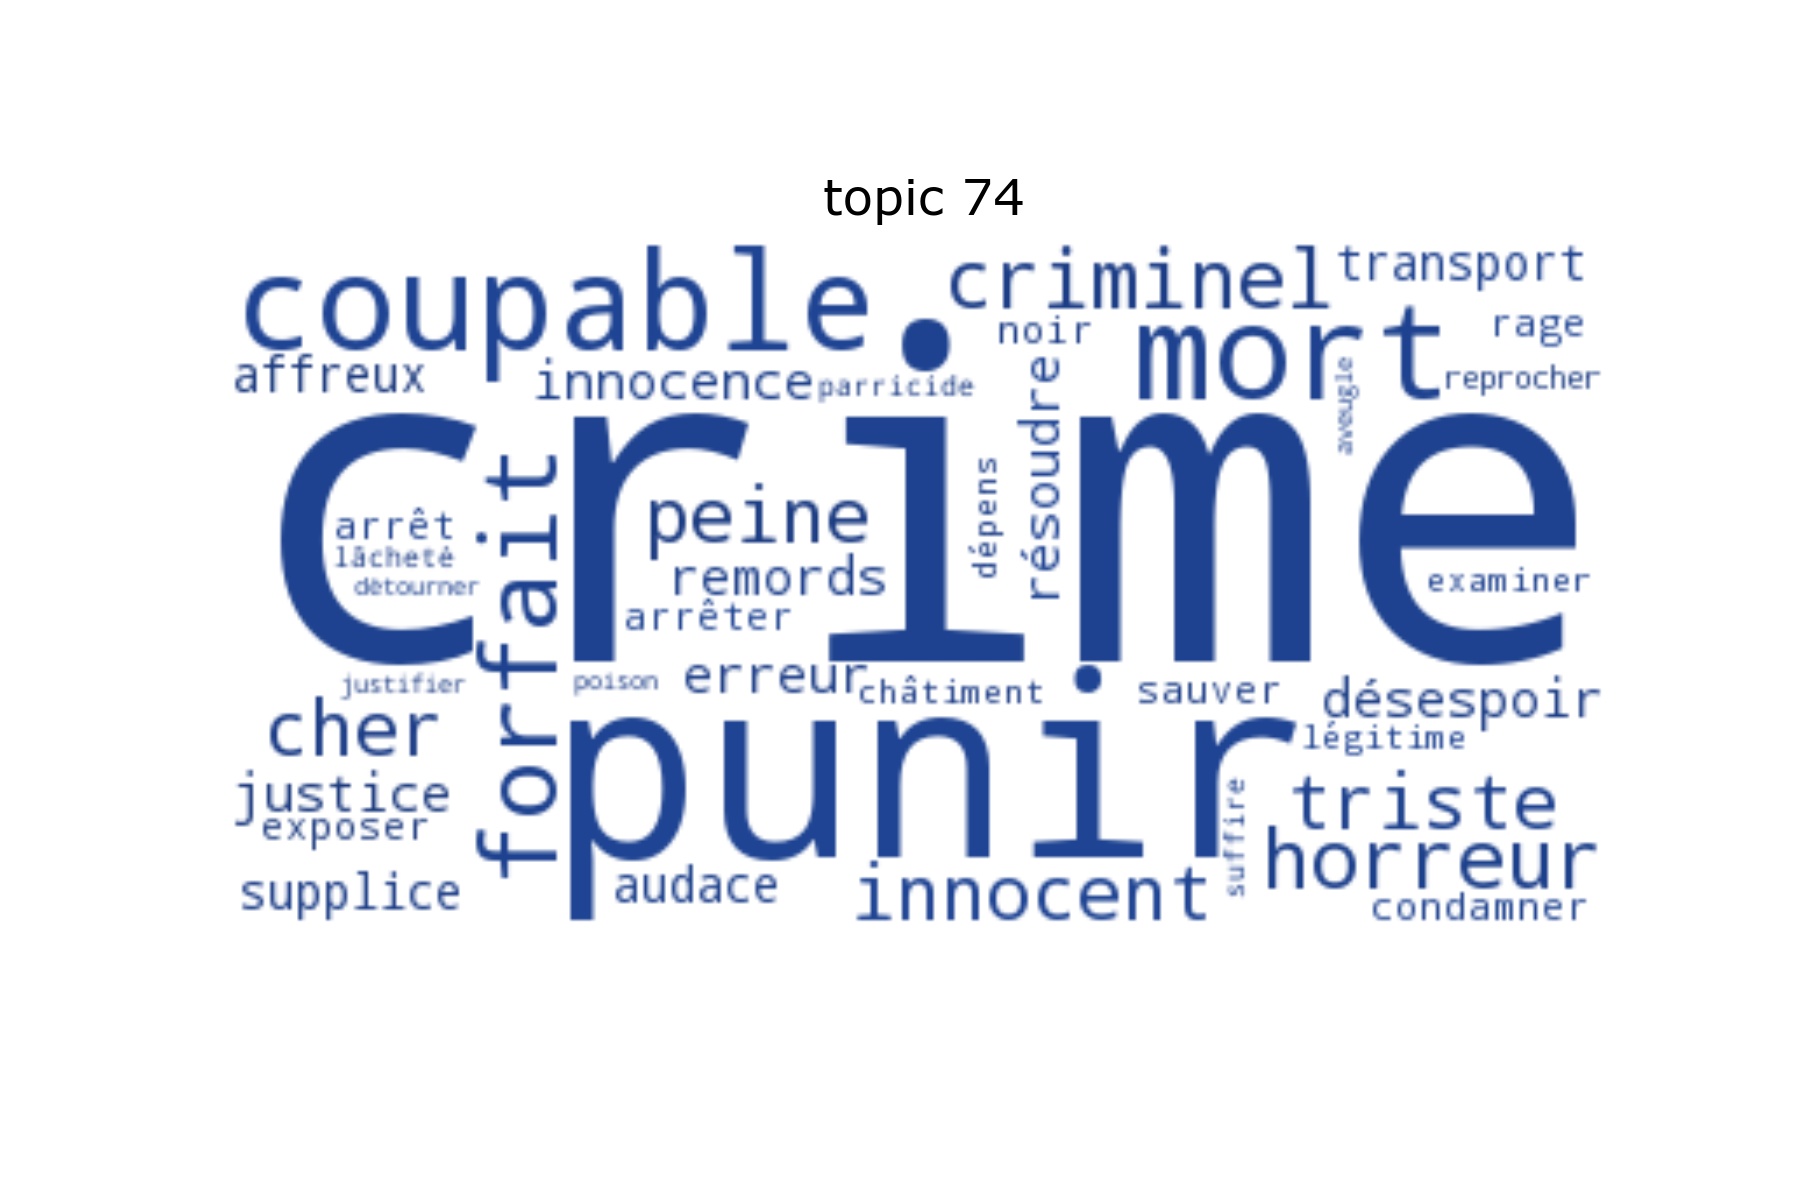 topic 74
coupable
criminel
transport
noir
mort
rage
affreux
innocence
parricide
résoudre
aveugle
reprocher
crime
forfait
arrêt
lâcheté
détourner
peine
remords
arrêter
dépens
examiner
justifier
poison
erreur
châtiment
sauver
désespoir
cher
punir
légitime
justice
exposer
triste
suffire
horreur
supplice
audace
innocent
condamner